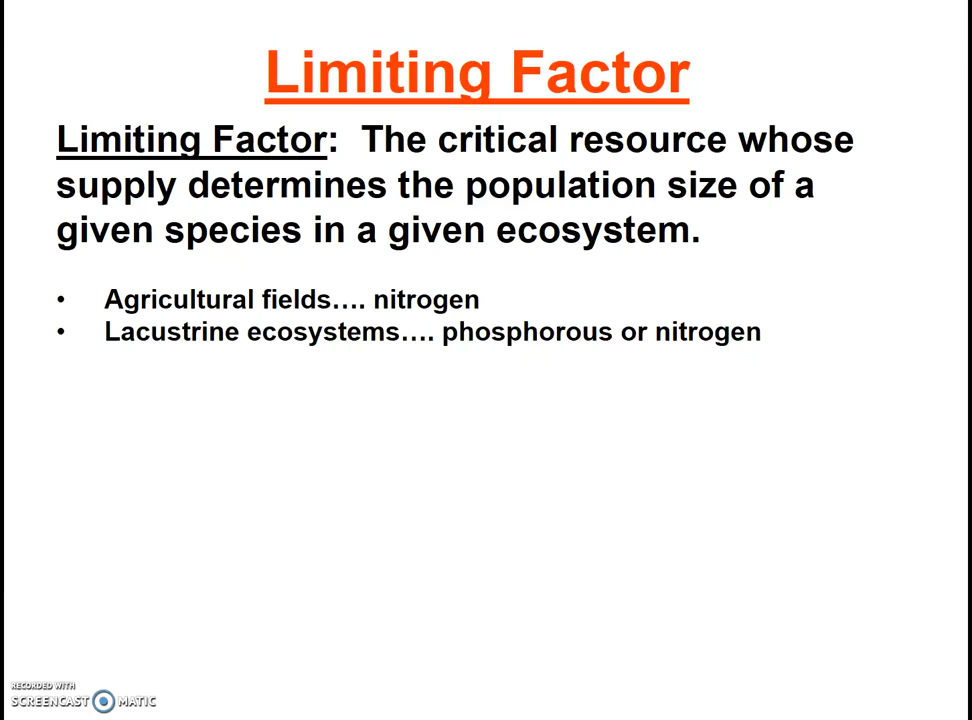 Limiting Factor
Limiting Factor: The critical resource whose
supply determines the population size of a
given species in a given ecosystem.
• Agricultural fields…. nitrogen
• Lacustrine ecosystems…. phosphorous or nitrogen
RECORDED WITH
SCREENCAST MATIC